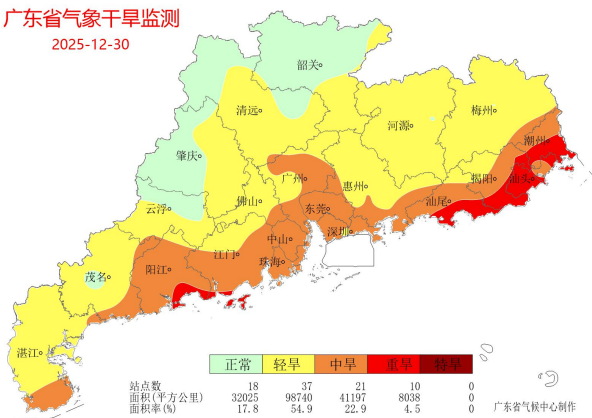 广东省气象干旱监测
2025-12-30
韶关
清远
河源
梅州
潮州
肇庆
广州
惠州
揭阳
汕头
云浮
佛山
东莞
汕尾
深圳
中山
江门
珠海
阳江
茂名
湛江
正常 轻旱 中旱 重旱 特旱
站点数 18 37 21 10 0
面积(平方公里) 32025 98740 41197 8038 0
面积率(%) 17.8 54.9 22.9 4.5 0
广东省气候中心制作